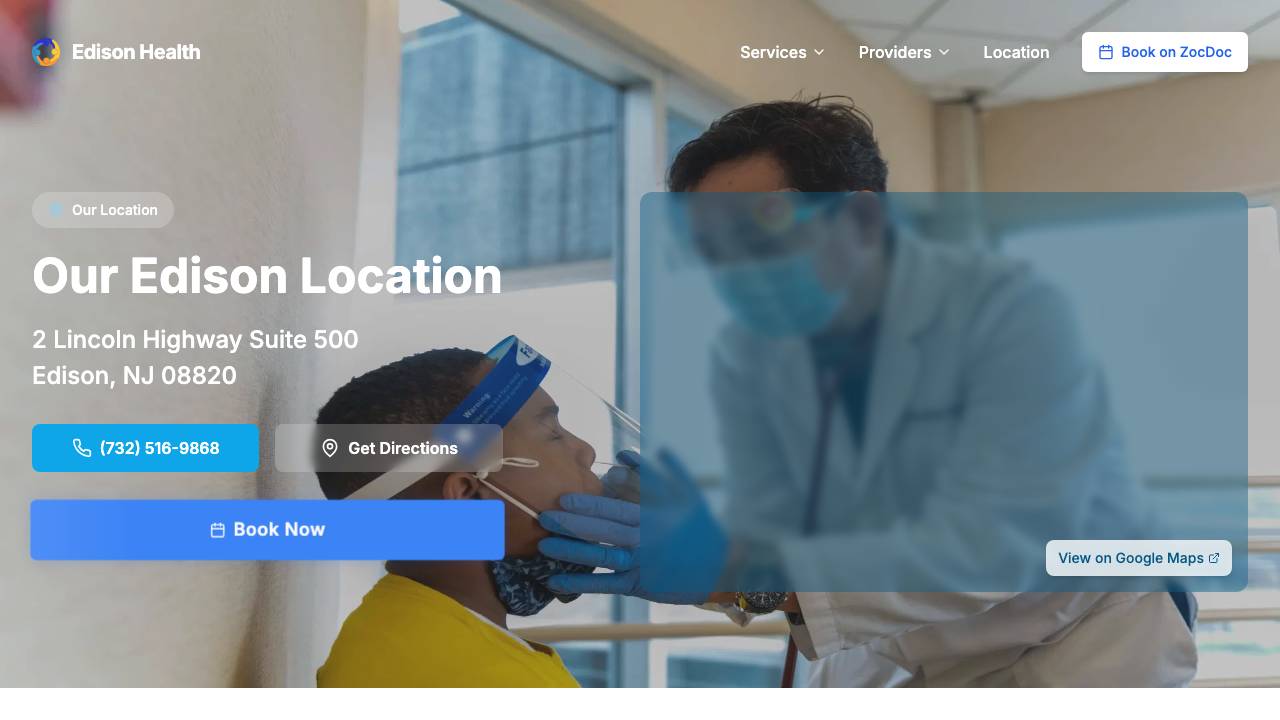 Edison Health
Services
Providers
Location
Book on ZocDoc
Our Location
Our Edison Location
2 Lincoln Highway Suite 500
Edison, NJ 08820
(732) 516-9868
Get Directions
Book Now
View on Google Maps
Warning